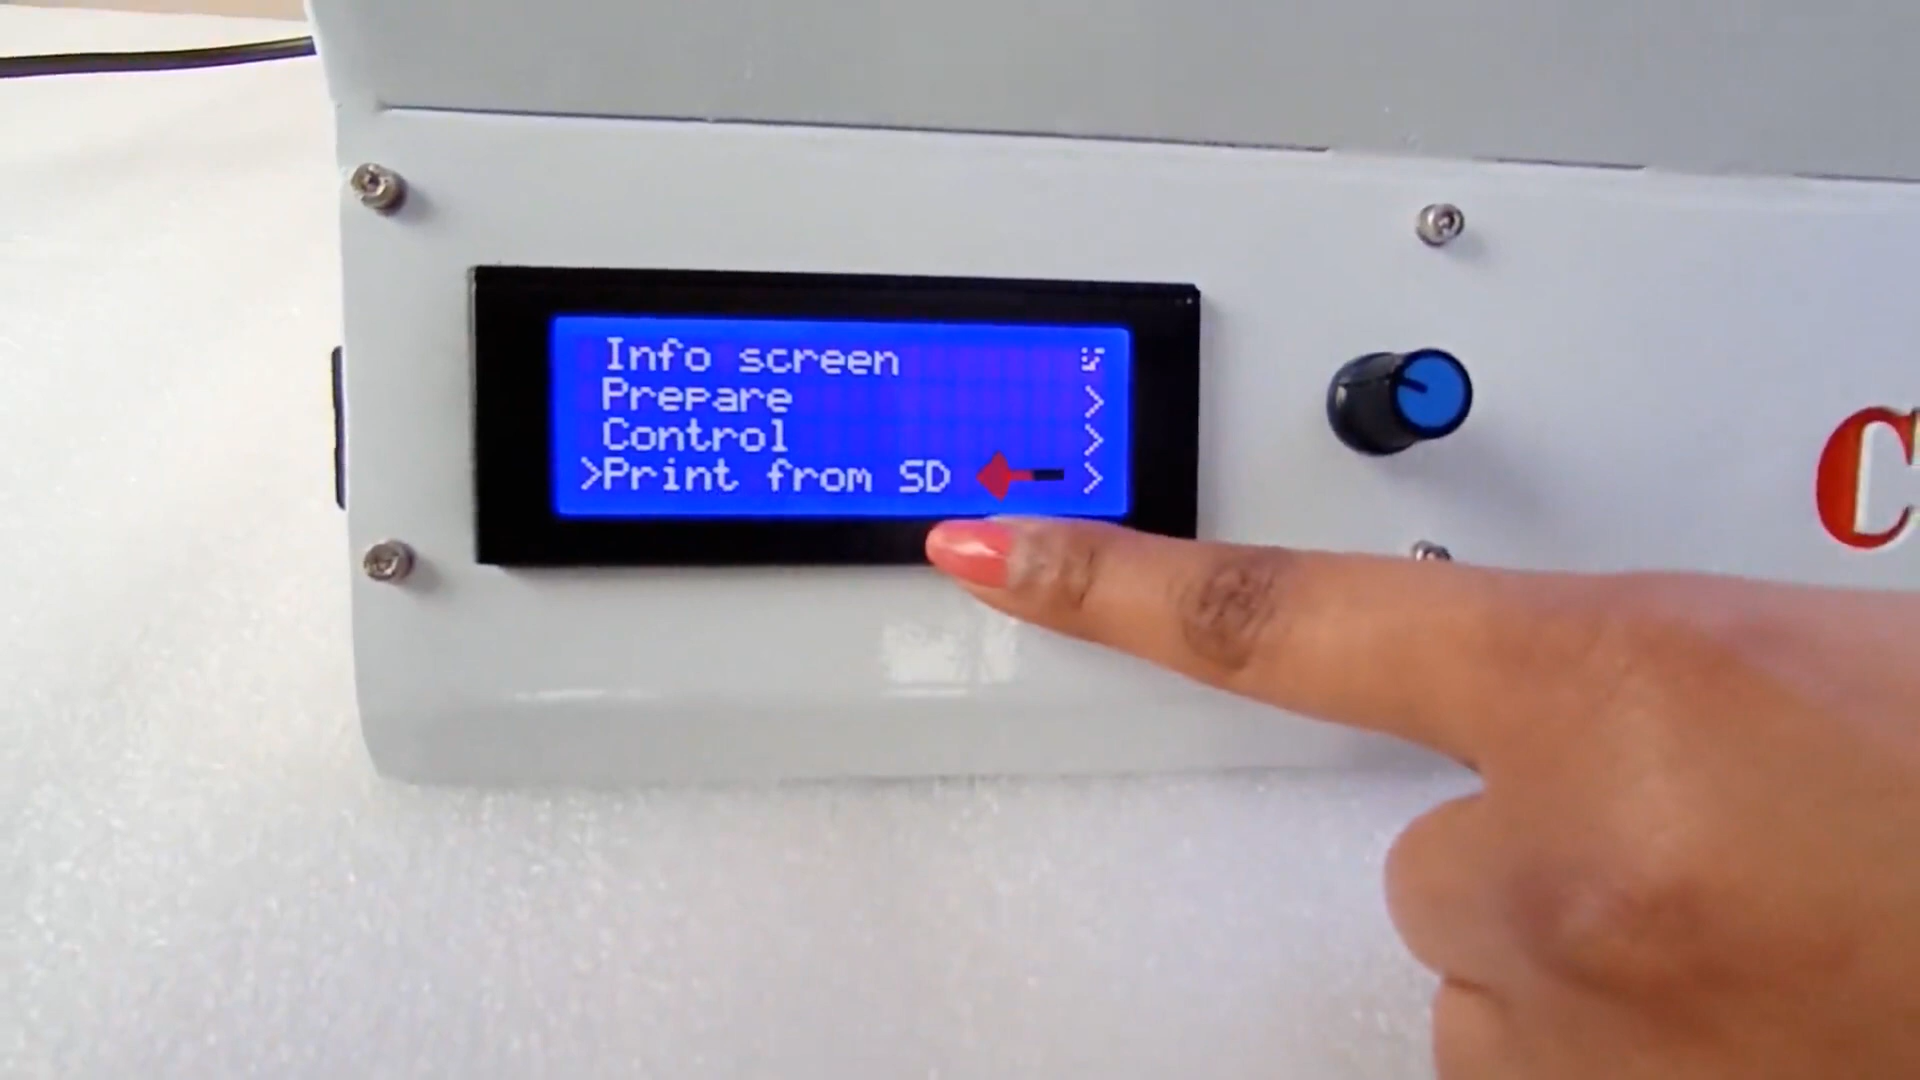 Info screen
Prepare >
Control >
>Print from SD >
C